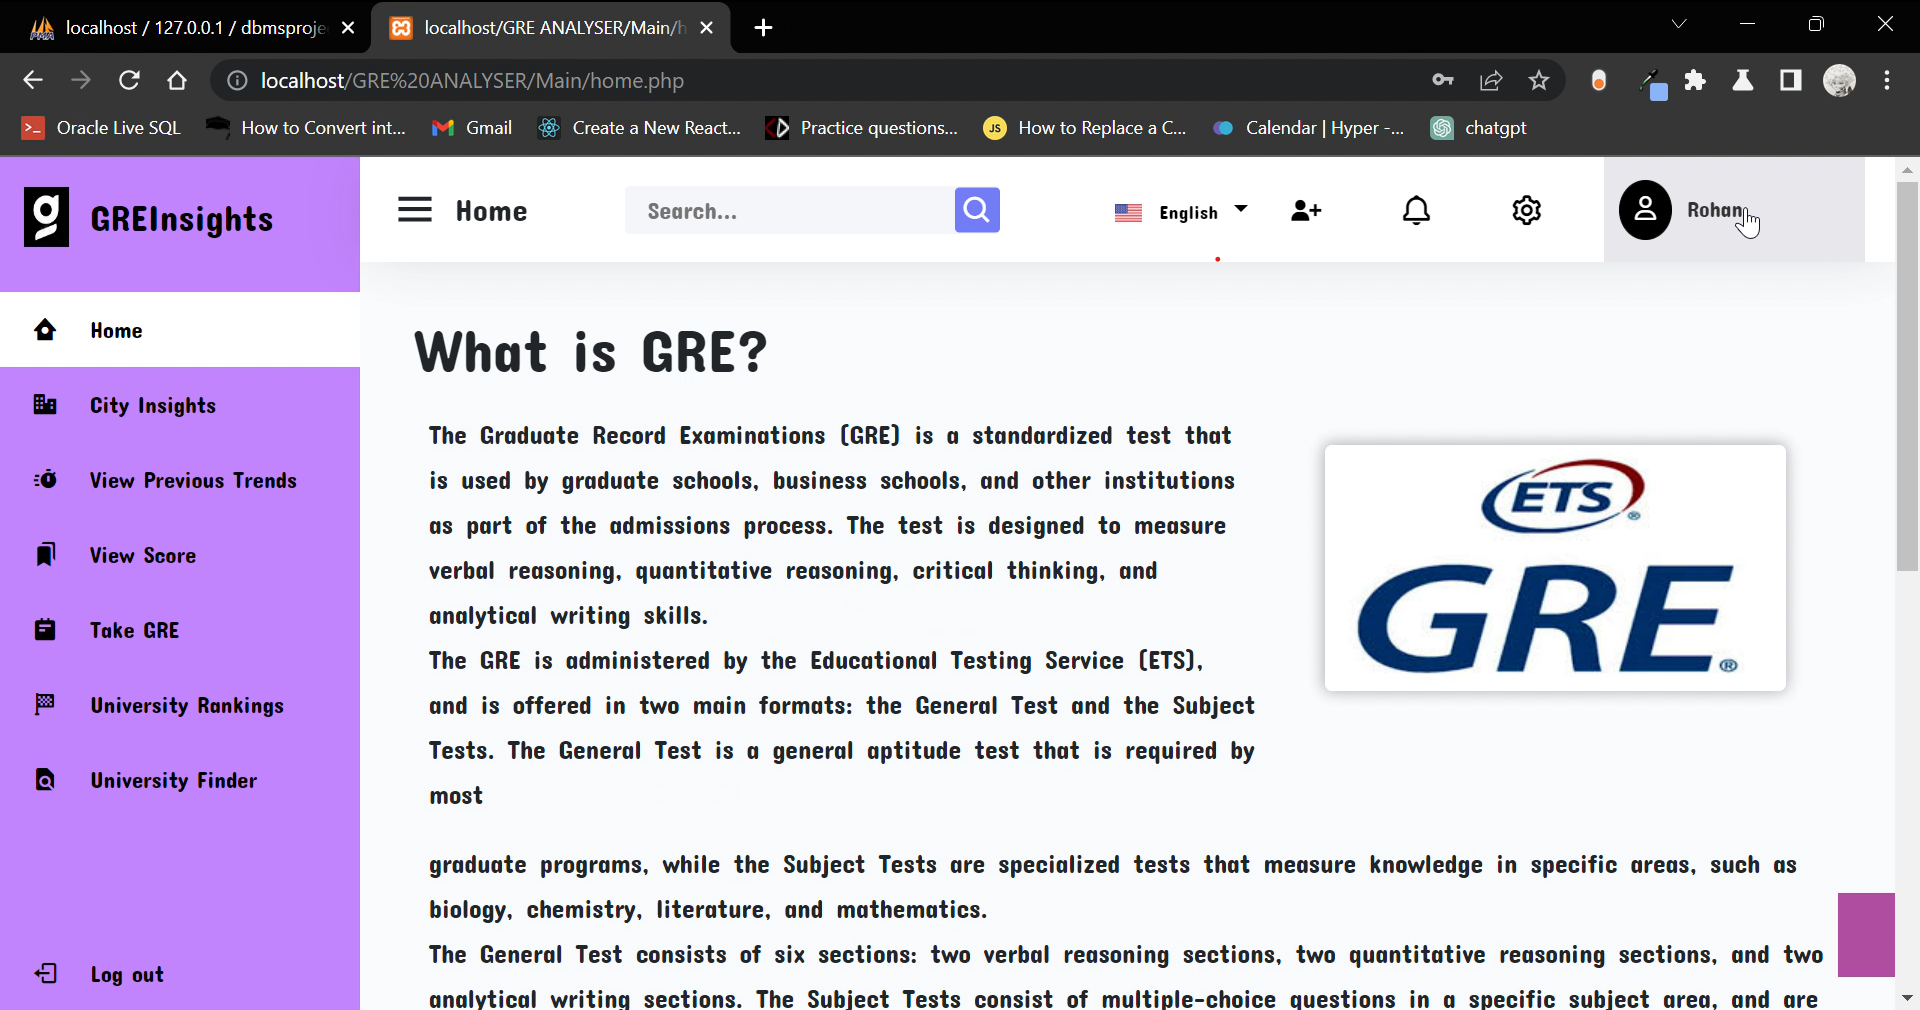 localhost / 127.0.0.1 / dbmsproje
localhost/GRE ANALYSER/Main/h
localhost/GRE%20ANALYSER/Main/home.php
Oracle Live SQL
How to Convert int...
Gmail
Create a New React...
Practice questions...
JS
How to Replace a C...
Calendar | Hyper -...
chatgpt
g GREInsights
Home
Search...
English
Rohan
Home
City Insights
View Previous Trends
View Score
Take GRE
University Rankings
University Finder
Log out
What is GRE?
The Graduate Record Examinations (GRE) is a standardized test that
is used by graduate schools, business schools, and other institutions
as part of the admissions process. The test is designed to measure
verbal reasoning, quantitative reasoning, critical thinking, and
analytical writing skills.
The GRE is administered by the Educational Testing Service (ETS),
and is offered in two main formats: the General Test and the Subject
Tests. The General Test is a general aptitude test that is required by
most
ETS®
GRE®
graduate programs, while the Subject Tests are specialized tests that measure knowledge in specific areas, such as
biology, chemistry, literature, and mathematics.
The General Test consists of six sections: two verbal reasoning sections, two quantitative reasoning sections, and two
analytical writing sections. The Subject Tests consist of multiple-choice questions in a specific subject area, and are